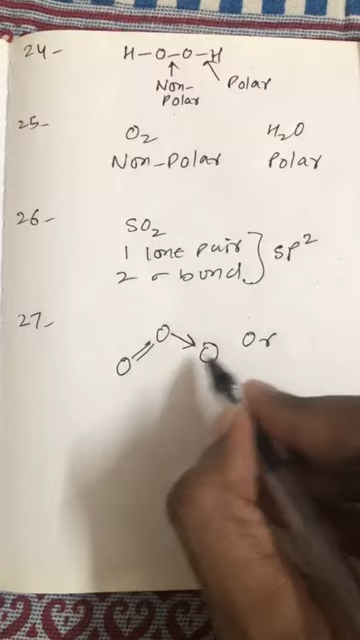 24- H-O-O-H
Non-Polar Polar
25- O2 H2O
Non-Polar Polar
26- SO2
1 lone pair
2 σ bond } sp2
27- O=O→O Or